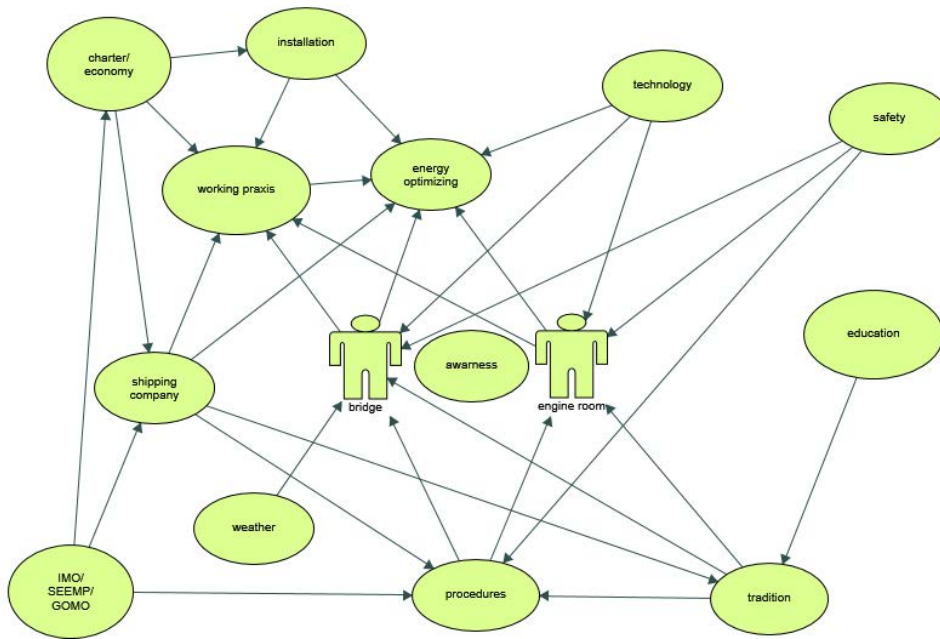 charter/
economy
installation
technology
safety
working praxis
energy
optimizing
education
shipping
company
awarness
bridge
engine room
weather
IMO/
SEEMP/
GOMO
procedures
tradition